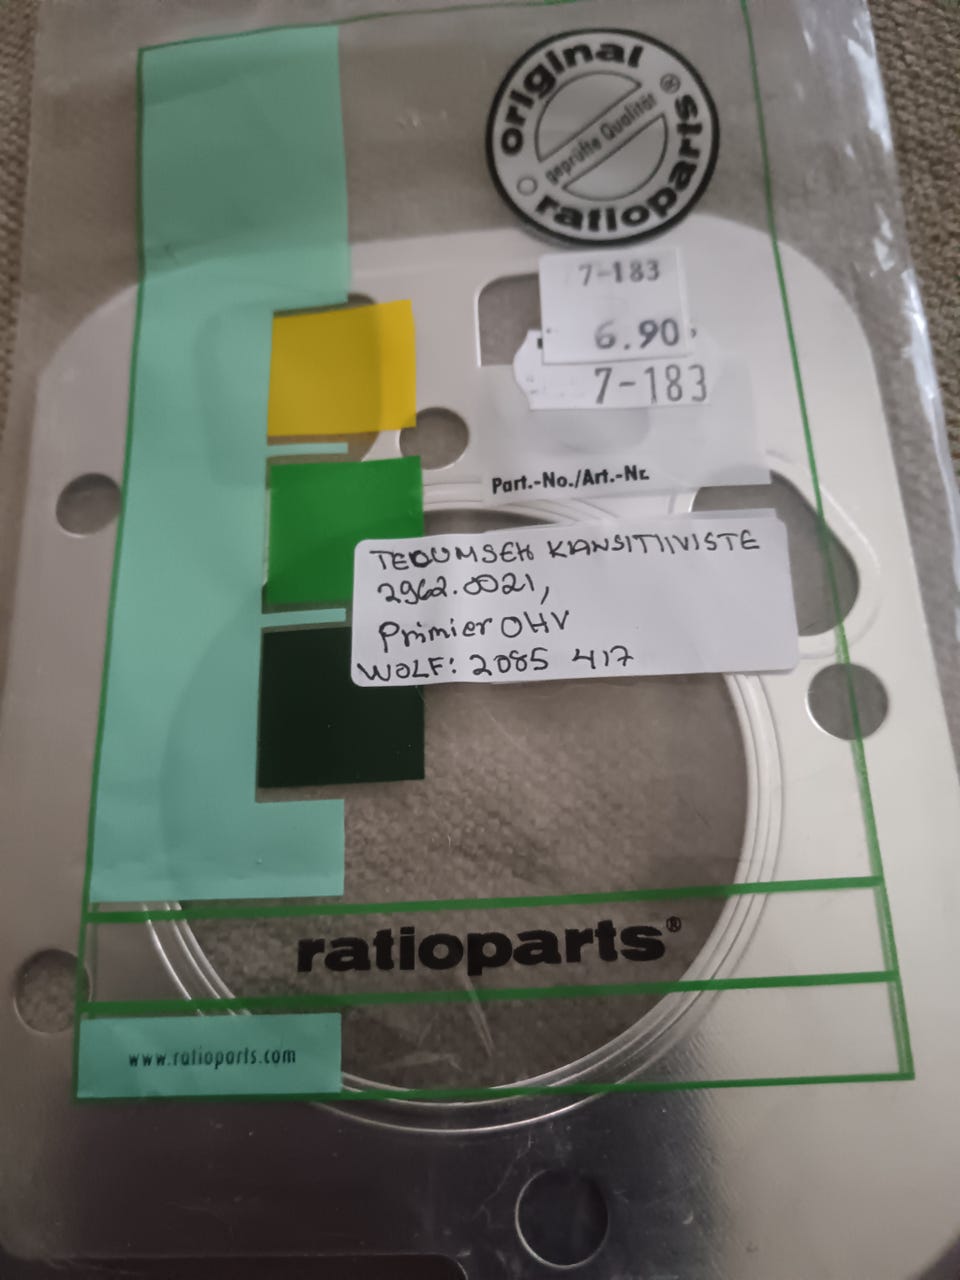 original
geprüfte Qualität
ratioparts®
7-183
6.90
7-183
Part.-No./Art.-Nr.
TECUMSEH KANSITIIVISTE
2962.0021,
Primier OHV
WOLF: 2085 417
ratioparts®
www.ratioparts.com